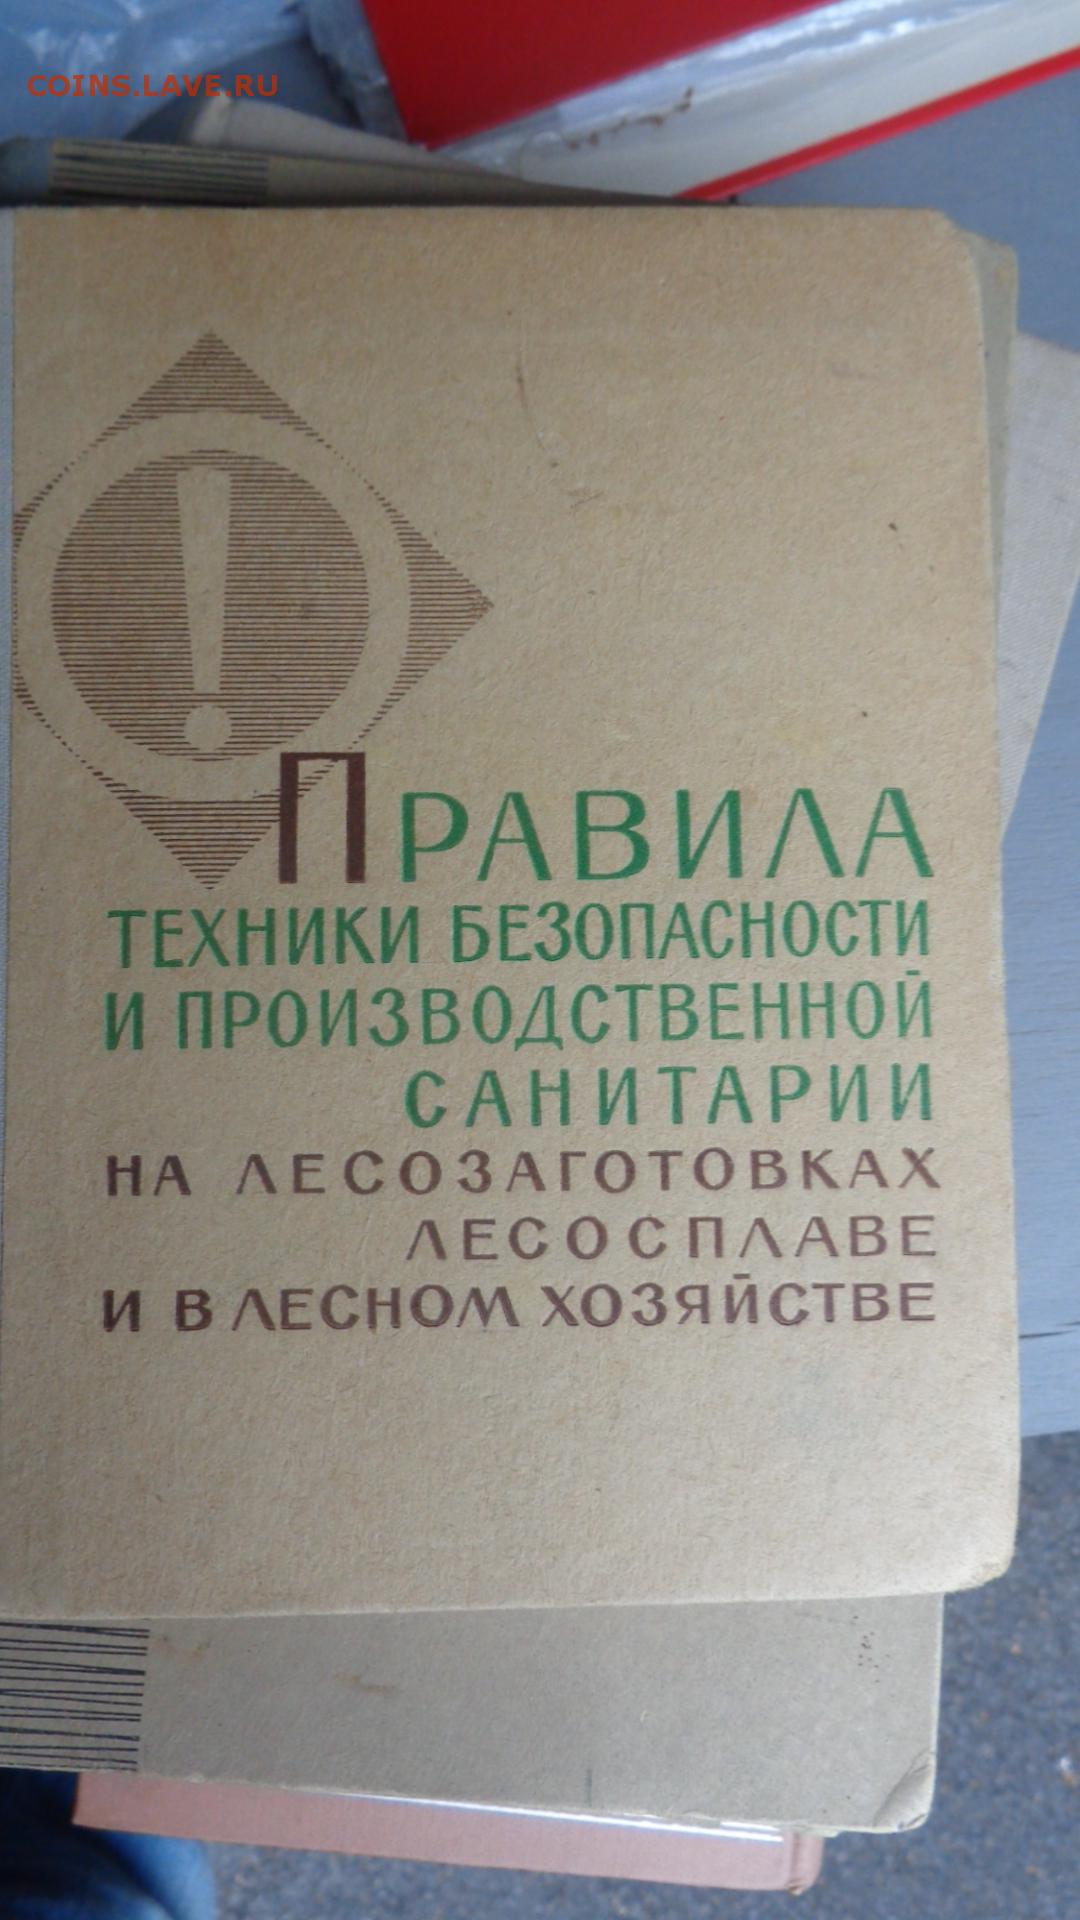 COINS.LAVE.RU
!
ПРАВИЛА
ТЕХНИКИ БЕЗОПАСНОСТИ
И ПРОИЗВОДСТВЕННОЙ
САНИТАРИИ
НА ЛЕСОЗАГОТОВКАХ
ЛЕСОСПЛАВЕ
И В ЛЕСНОМ ХОЗЯЙСТВЕ